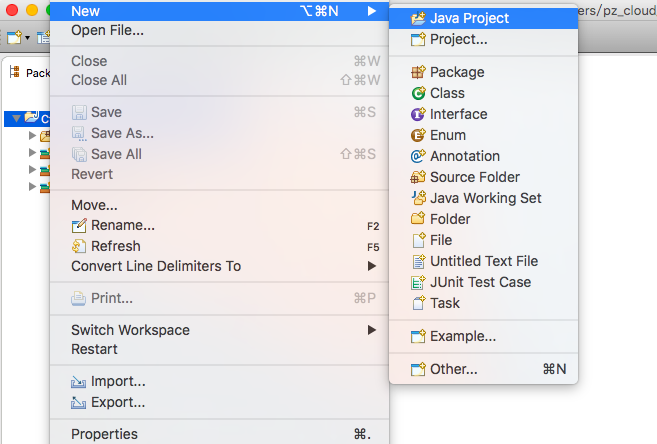 New ⌥⌘N
Open File...
Close ⌘W
Close All ⇧⌘W
Save ⌘S
Save As...
Save All ⇧⌘S
Revert
Move...
Rename... F2
Refresh F5
Convert Line Delimiters To
Print... ⌘P
Switch Workspace
Restart
Import...
Export...
Properties ⌘.
Java Project
Project...
Package
Class
Interface
Enum
Annotation
Source Folder
Java Working Set
Folder
File
Untitled Text File
JUnit Test Case
Task
Example...
Other... ⌘N
ers/pz_cloud
Pack